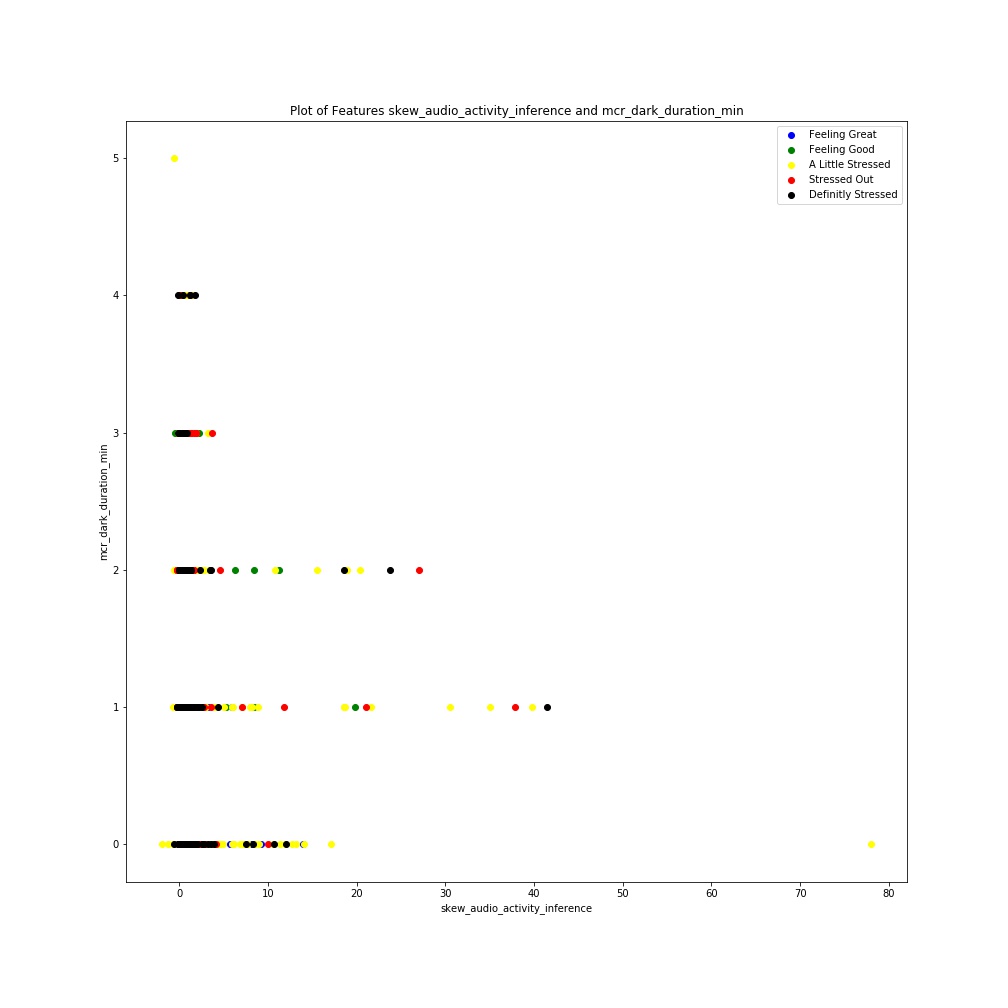 Plot of Features skew_audio_activity_inference and mcr_dark_duration_min
Feeling Great
Feeling Good
A Little Stressed
Stressed Out
Definitly Stressed
mcr_dark_duration_min
5
4
3
2
1
0
0 10 20 30 40 50 60 70 80
skew_audio_activity_inference